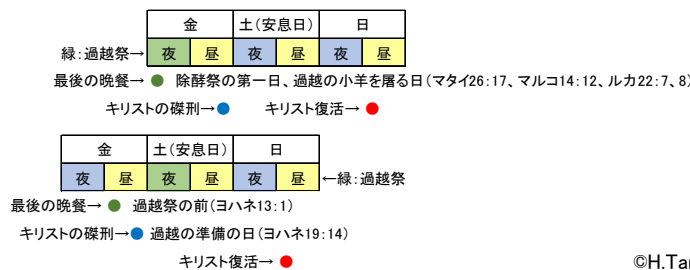 金 土(安息日) 日
緑:過越祭→ 夜 昼 夜 昼 夜 昼
最後の晩餐→ 除酵祭の第一日、過越の小羊を屠る日(マタイ26:17、マルコ14:12、ルカ22:7、8)
キリストの磔刑→ キリスト復活→
金 土(安息日) 日
夜 昼 夜 昼 夜 昼 ←緑:過越祭
最後の晩餐→ 過越祭の前(ヨハネ13:1)
キリストの磔刑→ 過越の準備の日(ヨハネ19:14)
キリスト復活→
©H.Tar